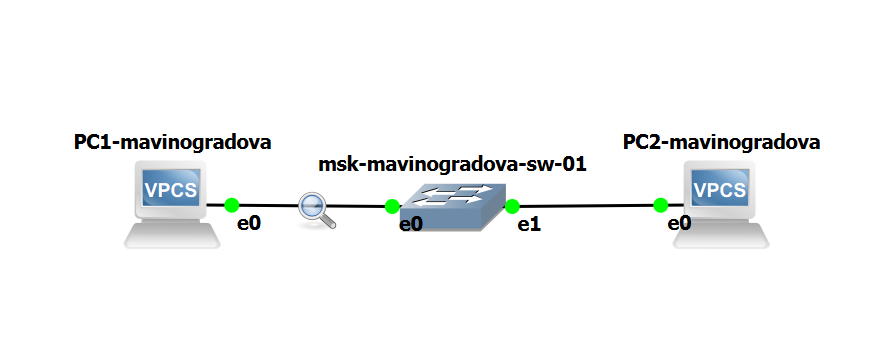 PC1-mavinogradova
PC2-mavinogradova
msk-mavinogradova-sw-01
VPCS
VPCS
e0
e0
e1
e0